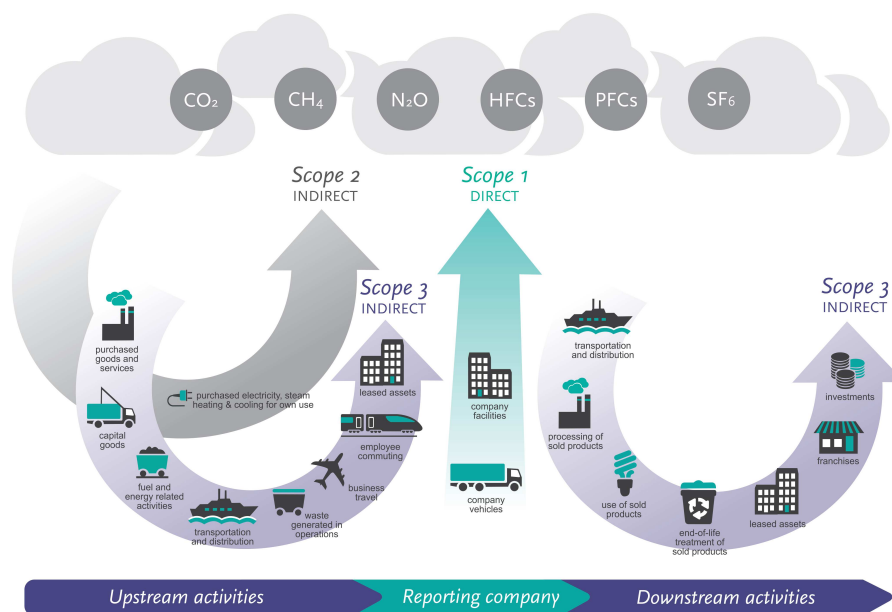 CO₂
CH₄
N₂O
HFCs
PFCs
SF₆
Scope 2
INDIRECT
Scope 1
DIRECT
Scope 3
INDIRECT
Scope 3
INDIRECT
purchased
goods and
services
capital
goods
fuel and
energy related
activities
transportation
and distribution
waste
generated in
operations
business
travel
employee
commuting
leased assets
purchased electricity, steam
heating & cooling for own use
company
facilities
company
vehicles
transportation
and distribution
processing of
sold products
use of sold
products
end-of-life
treatment of
sold products
leased assets
franchises
investments
Upstream activities
Reporting company
Downstream activities